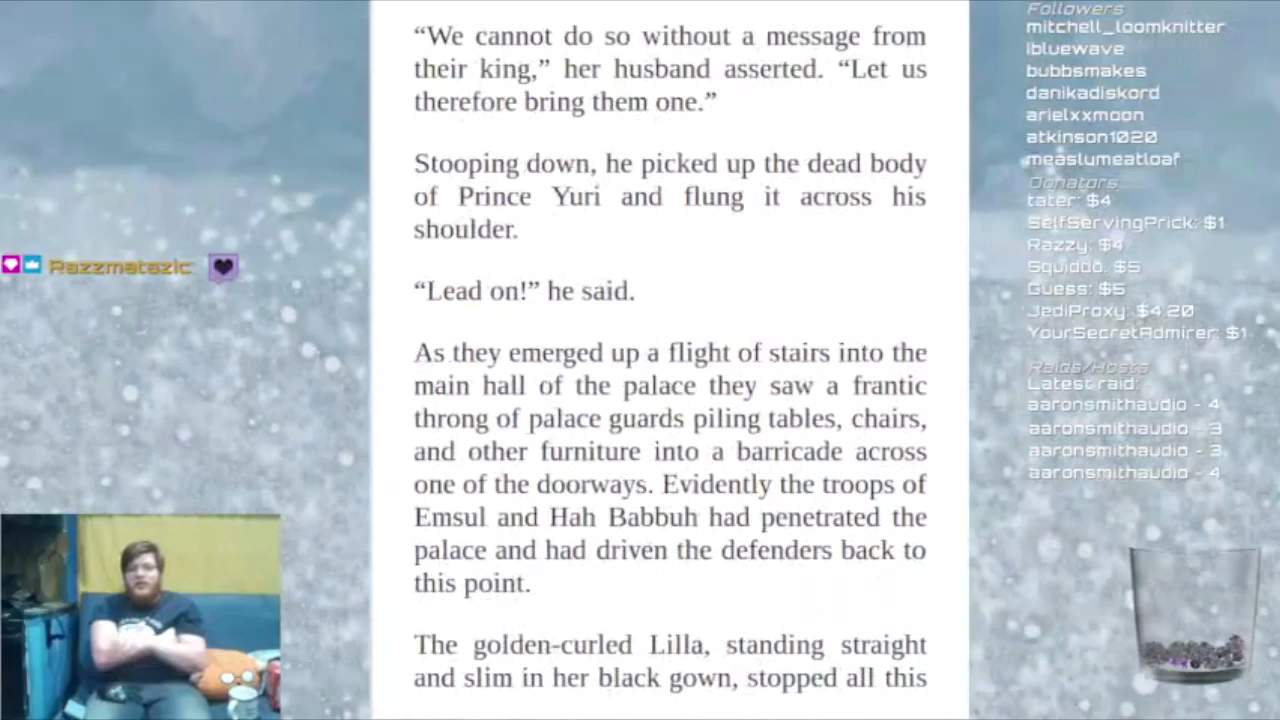 “We cannot do so without a message from
their king,” her husband asserted. “Let us
therefore bring them one.”
Stooping down, he picked up the dead body
of Prince Yuri and flung it across his
shoulder.
“Lead on!” he said.
As they emerged up a flight of stairs into the
main hall of the palace they saw a frantic
throng of palace guards piling tables, chairs,
and other furniture into a barricade across
one of the doorways. Evidently the troops of
Emsul and Hah Babbuh had penetrated the
palace and had driven the defenders back to
this point.
The golden-curled Lilla, standing straight
and slim in her black gown, stopped all this
Razzmatazic
Followers
mitchell_loomknitter
lbluewave
bubbsmakes
danikadiskord
arielxxmoon
atkinson1020
measlumeatloaf
Donators
tater: $4
SelfServingPrick: $1
Razzy: $4
Squiddo: $5
Guess: $5
JediProxy: $4.20
YourSecretAdmirer: $1
Raids/Hosts
Latest raid:
aaronsmithaudio - 4
aaronsmithaudio - 3
aaronsmithaudio - 3
aaronsmithaudio - 4